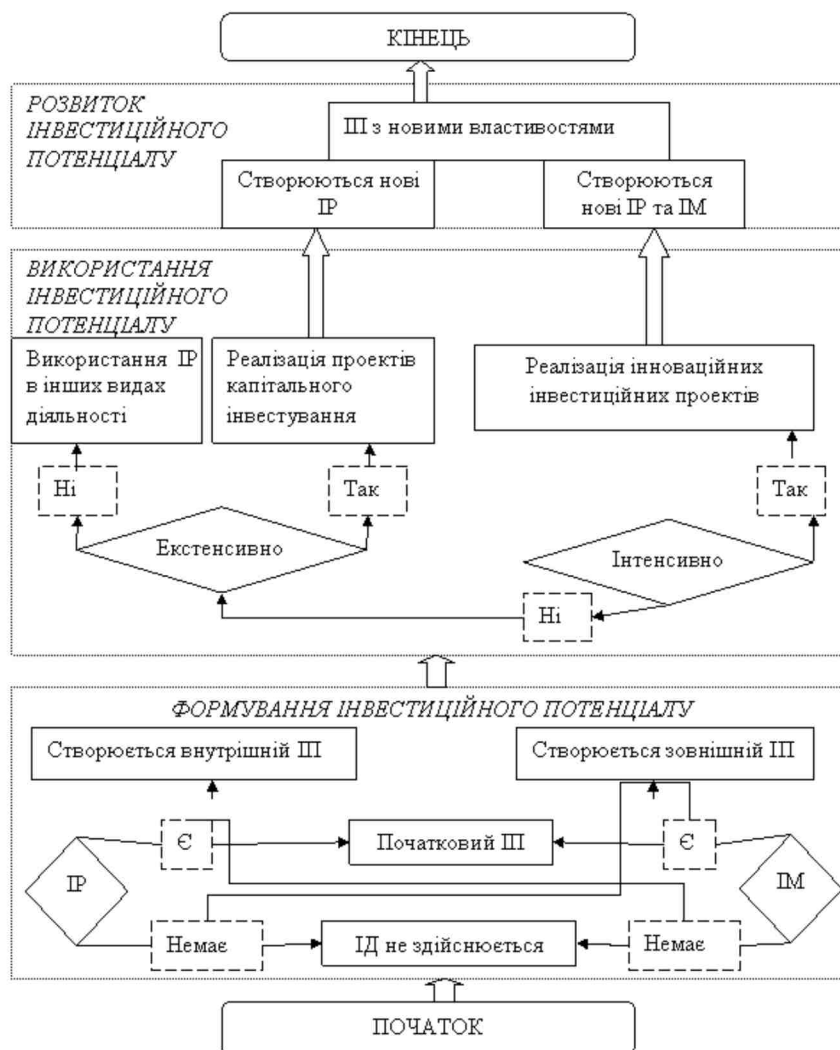 КІНЕЦЬ
РОЗВИТОК
ІНВЕСТИЦІЙНОГО
ПОТЕНЦІАЛУ
ІП з новими властивостями
Створюються нові
ІР
Створюються
нові ІР та ІМ
ВИКОРИСТАННЯ
ІНВЕСТИЦІЙНОГО
ПОТЕНЦІАЛУ
Використання ІР
в інших видах
діяльності
Реалізація проектів
капітального
інвестування
Реалізація інноваційних
інвестиційних проектів
Ні
Так
Так
Екстенсивно
Інтенсивно
Ні
ФОРМУВАННЯ ІНВЕСТИЦІЙНОГО ПОТЕНЦІАЛУ
Створюється внутрішній ІП
Створюється зовнішній ІП
Є
Початковий ІП
Є
ІР
ІМ
Немає
ІД не здійснюється
Немає
ПОЧАТОК